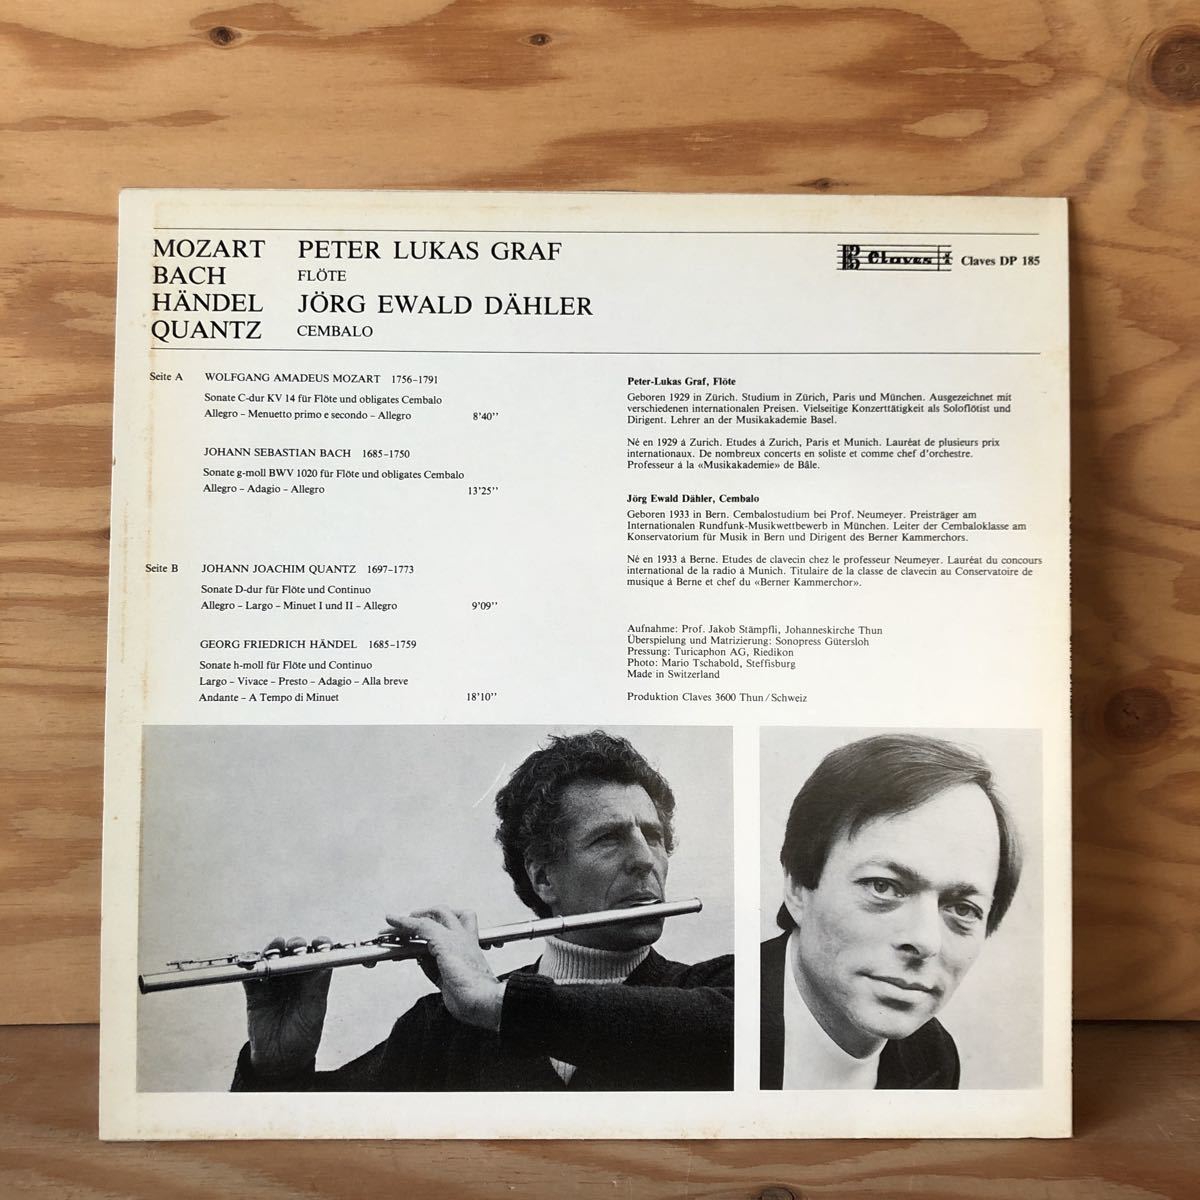 MOZART
BACH
HÄNDEL
QUANTZ
PETER LUKAS GRAF
FLÖTE
JÖRG EWALD DÄHLER
CEMBALO
Claves
Claves DP 185
Seite A WOLFGANG AMADEUS MOZART 1756–1791
Sonate C-dur KV 14 für Flöte und obligates Cembalo
Allegro – Menuetto primo e secondo – Allegro 8'40''
JOHANN SEBASTIAN BACH 1685–1750
Sonate g-moll BWV 1020 für Flöte und obligates Cembalo
Allegro – Adagio – Allegro 13'25''
Seite B JOHANN JOACHIM QUANTZ 1697–1773
Sonate D-dur für Flöte und Continuo
Allegro – Largo – Minuet I und II – Allegro 9'09''
GEORG FRIEDRICH HÄNDEL 1685–1759
Sonate h-moll für Flöte und Continuo
Largo – Vivace – Presto – Adagio – Alla breve
Andante – A Tempo di Minuet 18'10''
Peter-Lukas Graf, Flöte
Geboren 1929 in Zürich. Studium in Zürich, Paris und München. Ausgezeichnet mit
verschiedenen internationalen Preisen. Vielseitige Konzerttätigkeit als Soloflötist und
Dirigent. Lehrer an der Musikakademie Basel.
Né en 1929 á Zurich. Etudes á Zurich, Paris et Munich. Lauréat de plusieurs prix
internationaux. De nombreux concerts en soliste et comme chef d'orchestre.
Professeur á la «Musikakademie» de Bâle.
Jörg Ewald Dähler, Cembalo
Geboren 1933 in Bern. Cembalostudium bei Prof. Neumeyer. Preisträger am
Internationalen Rundfunk-Musikwettbewerb in München. Leiter der Cembaloklasse am
Konservatorium für Musik in Bern und Dirigent des Berner Kammerchors.
Né en 1933 á Berne. Etudes de clavecin chez le professeur Neumeyer. Lauréat du concours
international de la radio á Munich. Titulaire de la classe de clavecin au Conservatoire de
musique á Berne et chef du «Berner Kammerchor».
Aufnahme: Prof. Jakob Stämpfli, Johanneskirche Thun
Überspielung und Matrizierung: Sonopress Gütersloh
Pressung: Turicaphon AG, Riedikon
Photo: Mario Tschabold, Steffisburg
Made in Switzerland
Produktion Claves 3600 Thun/Schweiz